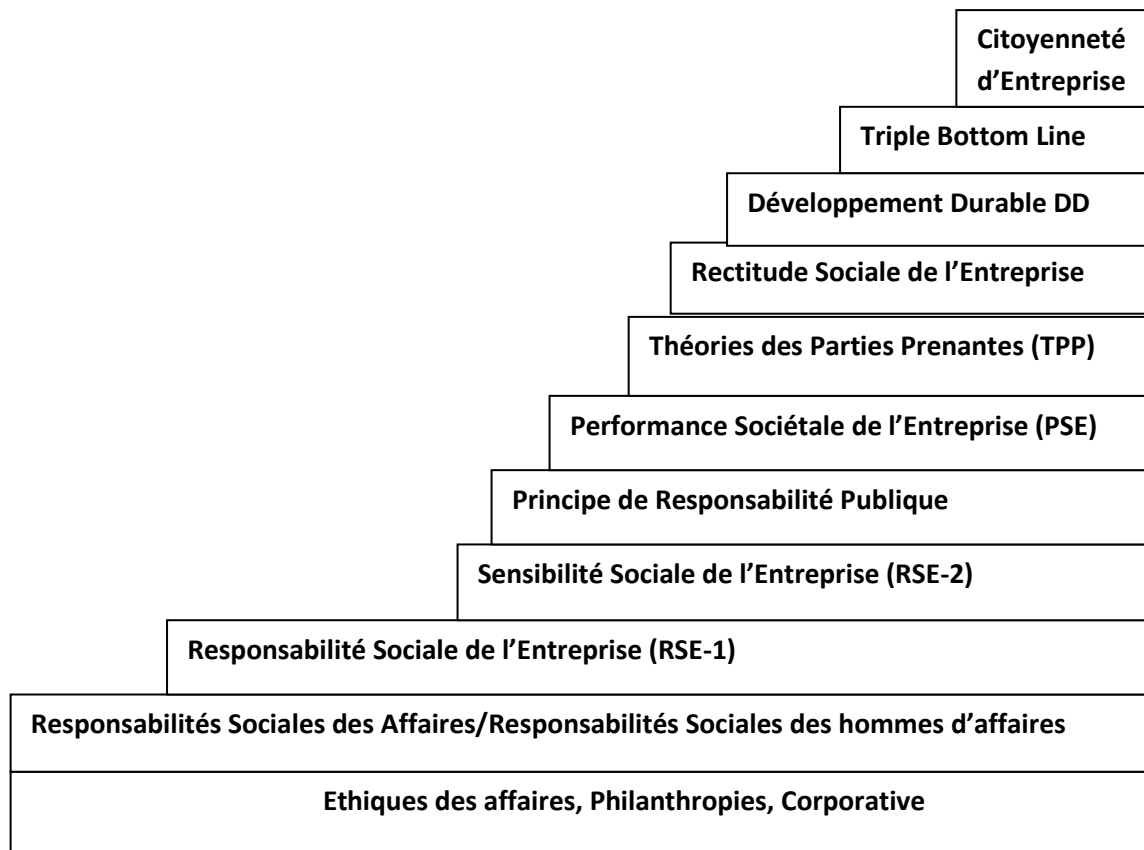 Citoyenneté
d’Entreprise
Triple Bottom Line
Développement Durable DD
Rectitude Sociale de l’Entreprise
Théories des Parties Prenantes (TPP)
Performance Sociétale de l’Entreprise (PSE)
Principe de Responsabilité Publique
Sensibilité Sociale de l’Entreprise (RSE-2)
Responsabilité Sociale de l’Entreprise (RSE-1)
Responsabilités Sociales des Affaires/Responsabilités Sociales des hommes d’affaires
Ethiques des affaires, Philanthropies, Corporative